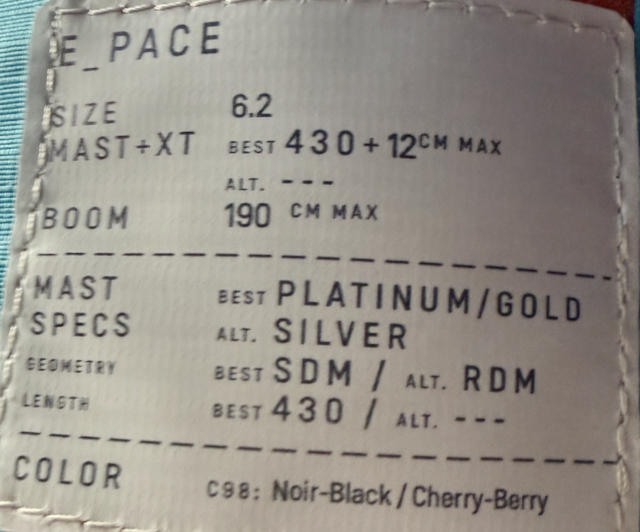 E_PACE
SIZE 6.2
MAST+XT BEST 430 + 12CM MAX
ALT. ---
BOOM 190 CM MAX
MAST BEST PLATINUM/GOLD
SPECS ALT. SILVER
GEOMETRY BEST SDM / ALT. RDM
LENGTH BEST 430 / ALT. ---
COLOR C98: Noir-Black / Cherry-Berry